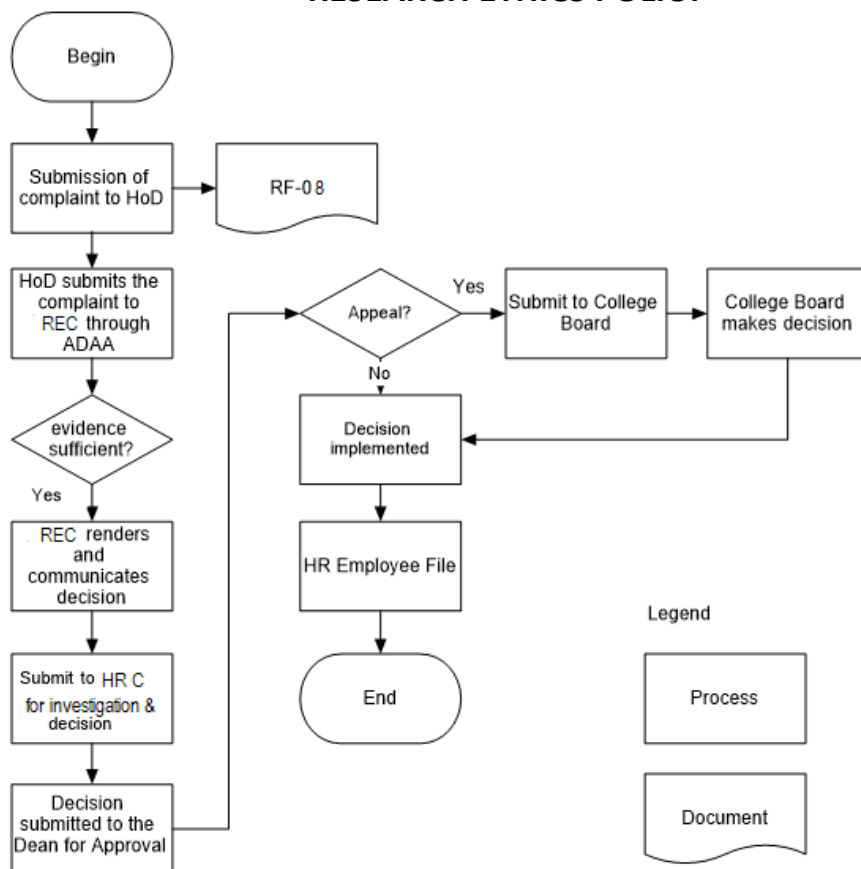 RESEARCH ETHICS POLICY
Begin
Submission of
complaint to HoD
RF-08
HoD submits the
complaint to
REC through
ADAA
evidence
sufficient?
Yes
REC renders
and
communicates
decision
Submit to HR C
for investigation &
decision
Decision
submitted to the
Dean for Approval
Appeal?
Yes
Submit to College
Board
College Board
makes decision
No
Decision
implemented
HR Employee File
End
Legend
Process
Document